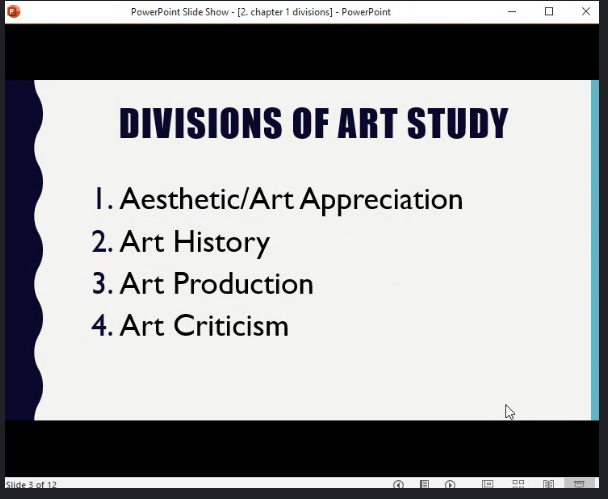 PowerPoint Slide Show - [2. chapter 1 divisions] - PowerPoint
DIVISIONS OF ART STUDY
1. Aesthetic/Art Appreciation
2. Art History
3. Art Production
4. Art Criticism
Slide 3 of 12